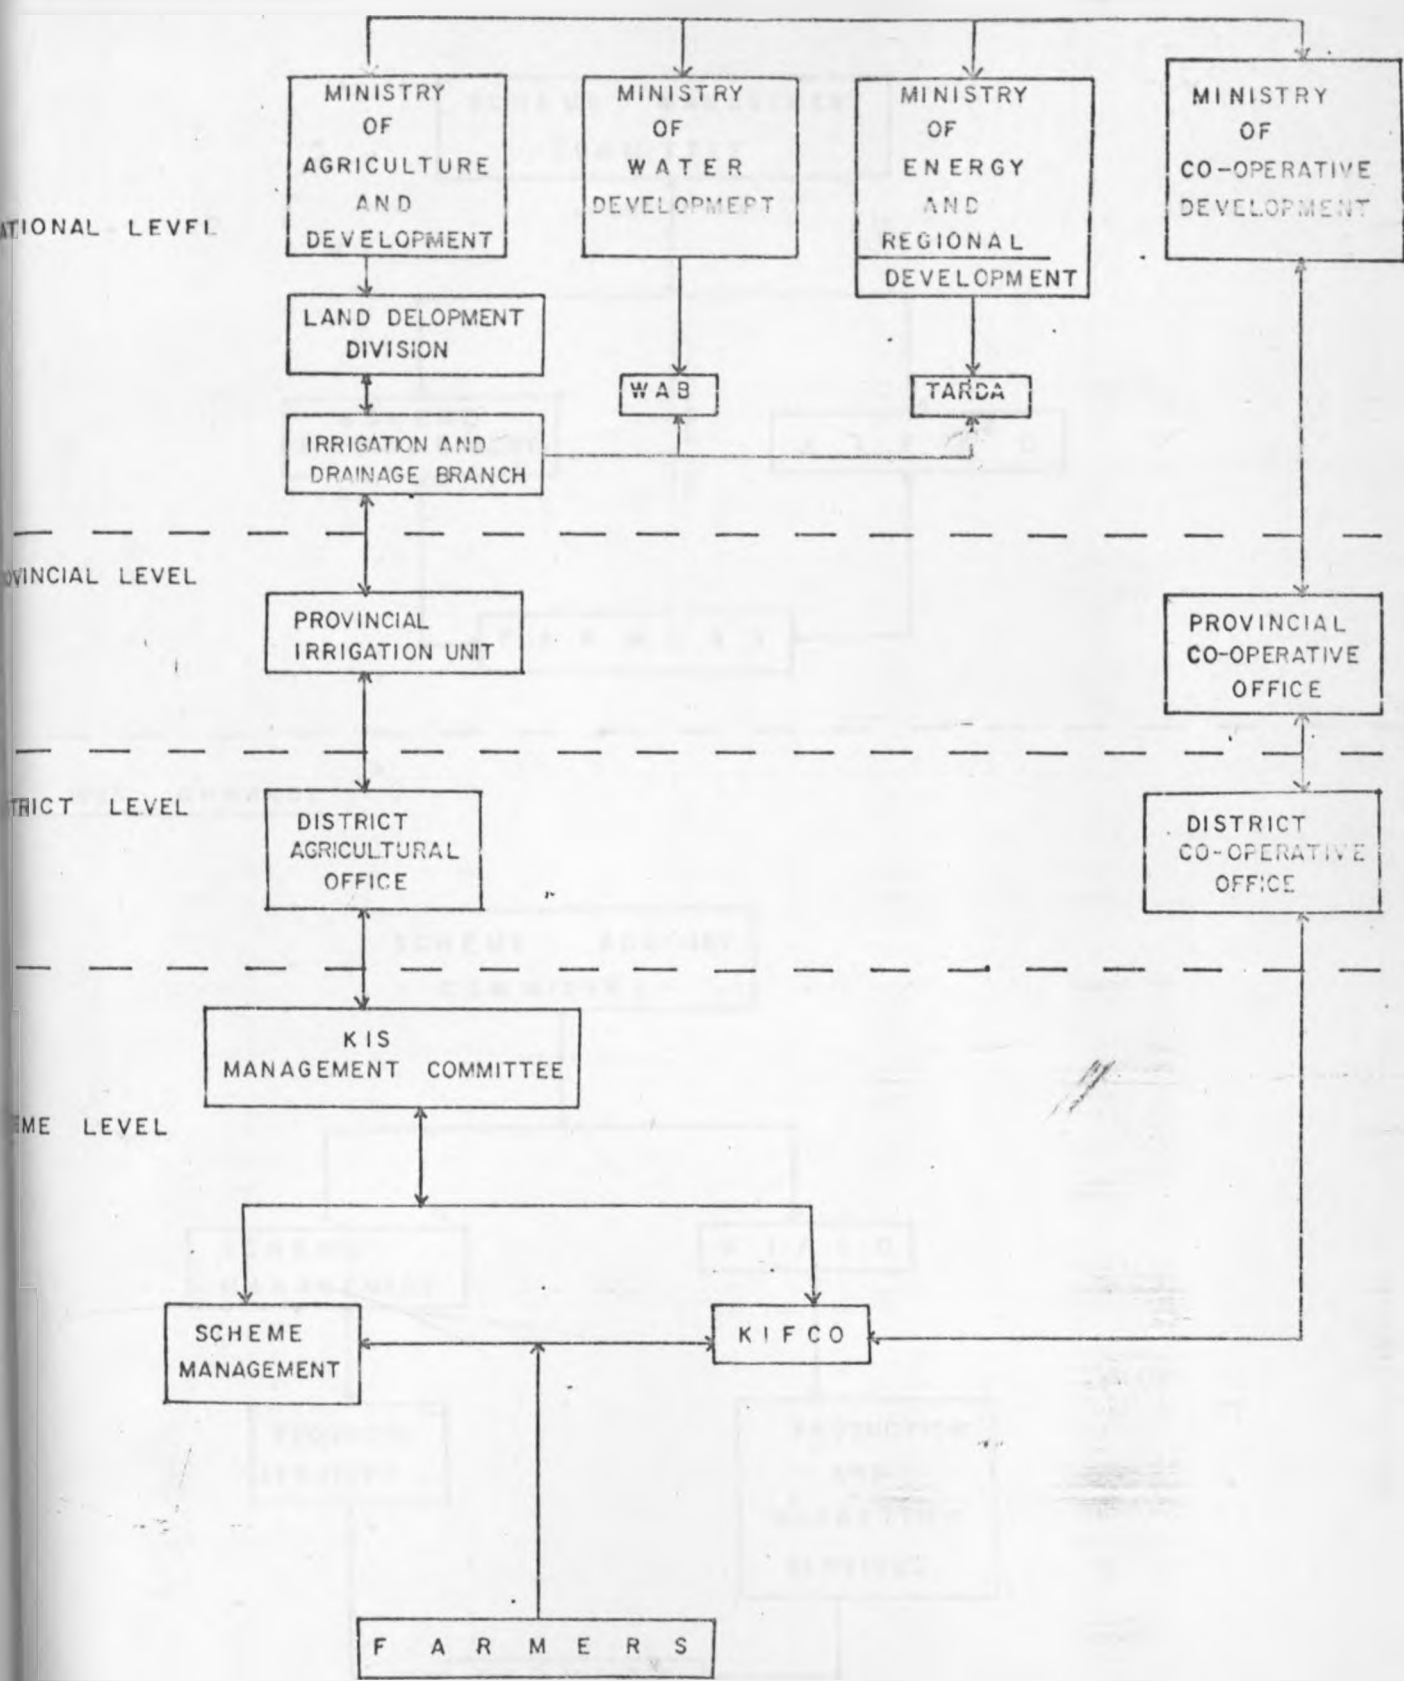 MINISTRY
OF
AGRICULTURE
AND
DEVELOPMENT
MINISTRY
OF
WATER
DEVELOPMEPT
MINISTRY
OF
ENERGY
AND
REGIONAL
DEVELOPMENT
MINISTRY
OF
CO-OPERATIVE
DEVELOPMENT
ATIONAL LEVEL
LAND DELOPMENT
DIVISION
WAB
TARDA
IRRIGATION AND
DRAINAGE BRANCH
OVINCIAL LEVEL
PROVINCIAL
IRRIGATION UNIT
PROVINCIAL
CO-OPERATIVE
OFFICE
TRICT LEVEL
DISTRICT
AGRICULTURAL
OFFICE
DISTRICT
CO-OPERATIVE
OFFICE
KIS
MANAGEMENT COMMITTEE
EME LEVEL
SCHEME
MANAGEMENT
KIFCO
FARMERS